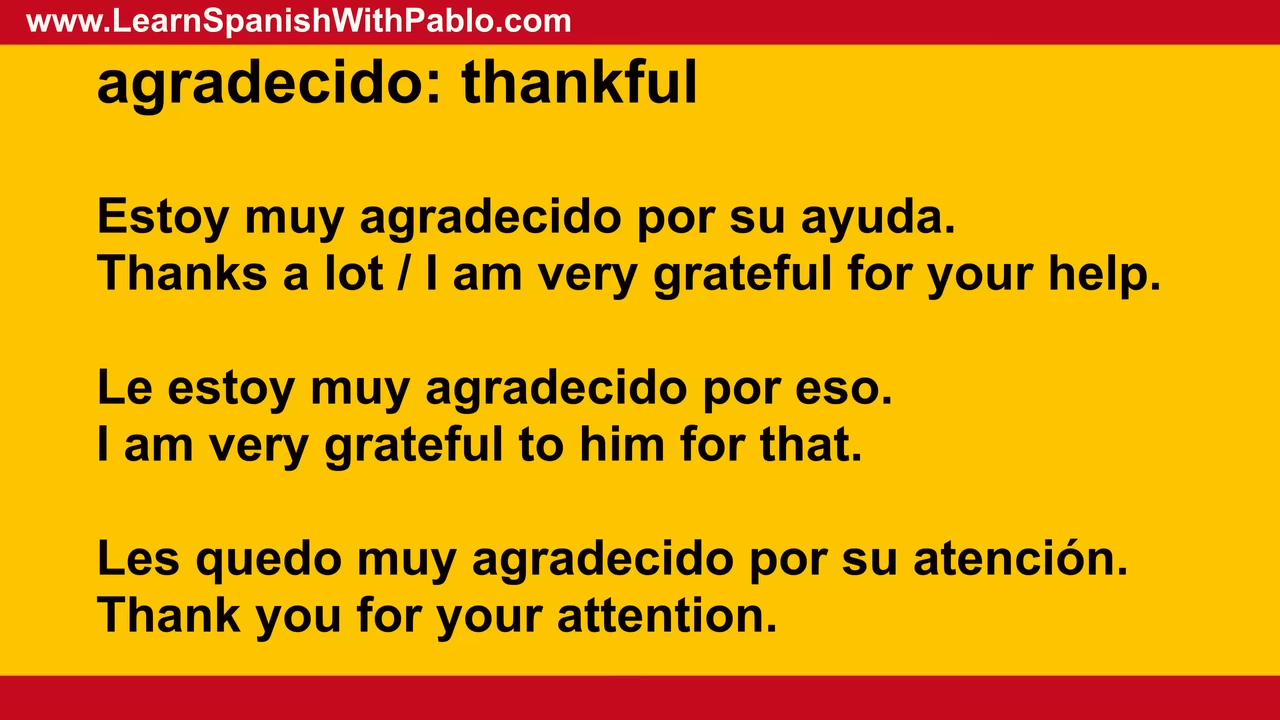 www.LearnSpanishWithPablo.com
agradecido: thankful
Estoy muy agradecido por su ayuda.
Thanks a lot / I am very grateful for your help.
Le estoy muy agradecido por eso.
I am very grateful to him for that.
Les quedo muy agradecido por su atención.
Thank you for your attention.